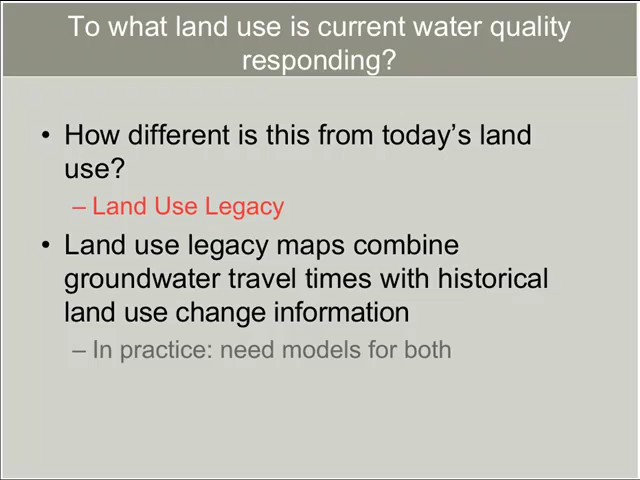 To what land use is current water quality
responding?
• How different is this from today's land
use?
– Land Use Legacy
• Land use legacy maps combine
groundwater travel times with historical
land use change information
– In practice: need models for both